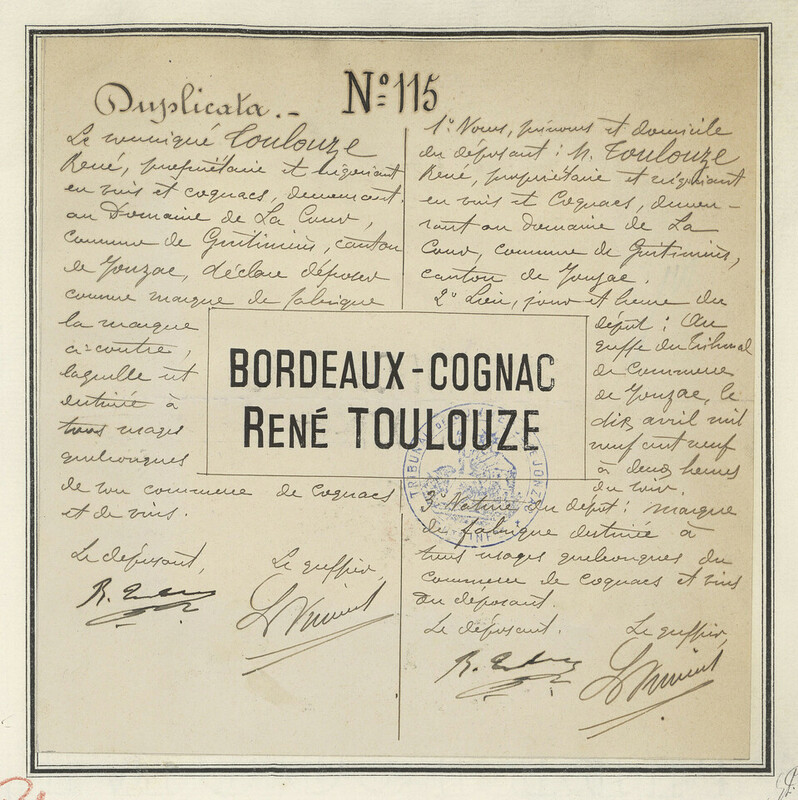 Duplicata.-
N° 115
Le soussigné Toulouze
René, propriétaire et négociant
en vins et cognacs, demeurant
au Domaine de La Cour,
commune de Guitinières, canton
de Jonzac, déclare déposer
comme marque de fabrique
la marque
ci-contre,
laquelle est
destinée à
tous usages
quelconques
de son commerce de Cognacs
et de vins.
Le déposant,
Le greffier,
1° Noms, prénoms et domicile
du déposant : M. Toulouze
René, propriétaire et négociant
en vins et Cognacs, demeu-
rant au domaine de La
Cour, commune de Guitinières,
canton de Jonzac.
2° Lieu, jour et heure du
dépôt : Au
greffe du Tribunal
de Commerce
de Jonzac, le
dix avril mil
neuf cent neuf
à deux heures
du soir.
3° Nature du dépôt : marque
de fabrique destinée à
tous usages quelconques du
commerce de cognacs et vins
du déposant.
Le déposant.
Le greffier,
BORDEAUX-COGNAC
RENÉ TOULOUZE
TRIBUNAL DE JONZAC